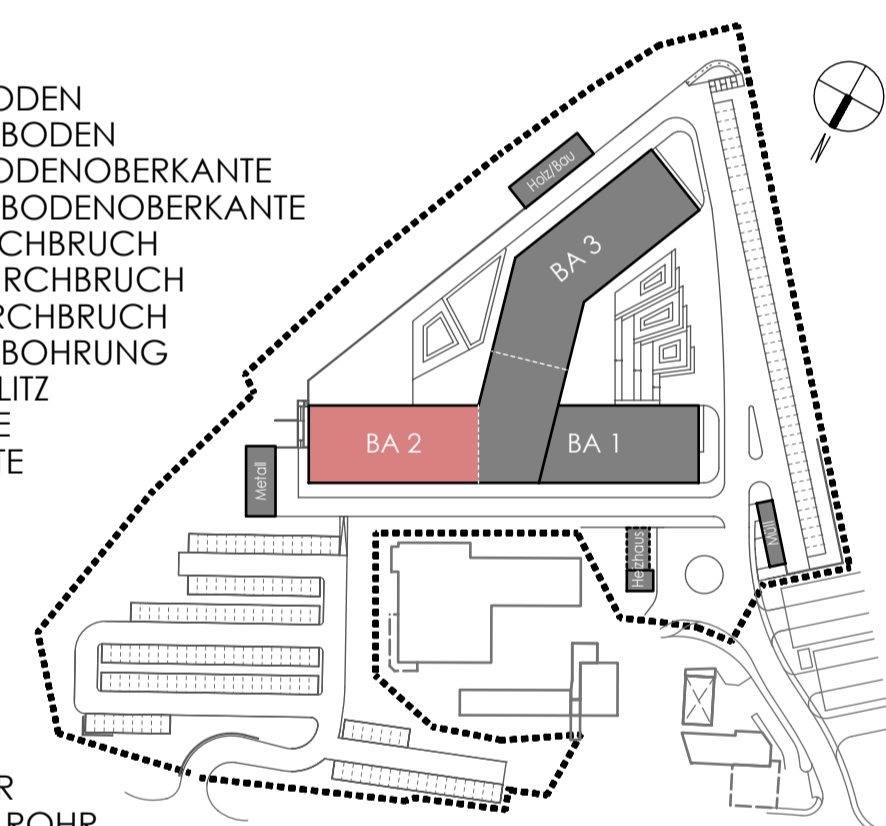 ODEN
BODEN
ODENOBERKANTE
BODENOBERKANTE
CHBRUCH
RCHBRUCH
RCHBRUCH
BOHRUNG
LITZ
E
TE
R
ROHR
N
Holz/Bau
BA 3
BA 2
BA 1
Metall
Heizhaus
Müll